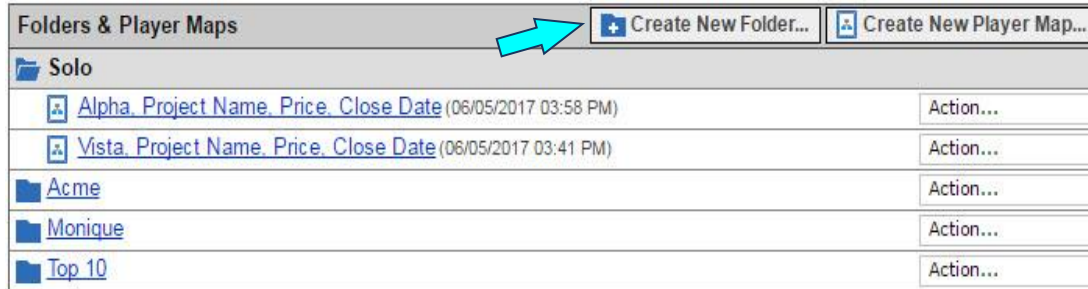 Folders & Player Maps Create New Folder... Create New Player Map...
Solo
Alpha, Project Name, Price, Close Date (06/05/2017 03:58 PM) Action...
Vista, Project Name, Price, Close Date (06/05/2017 03:41 PM) Action...
Acme Action...
Monique Action...
Top 10 Action...